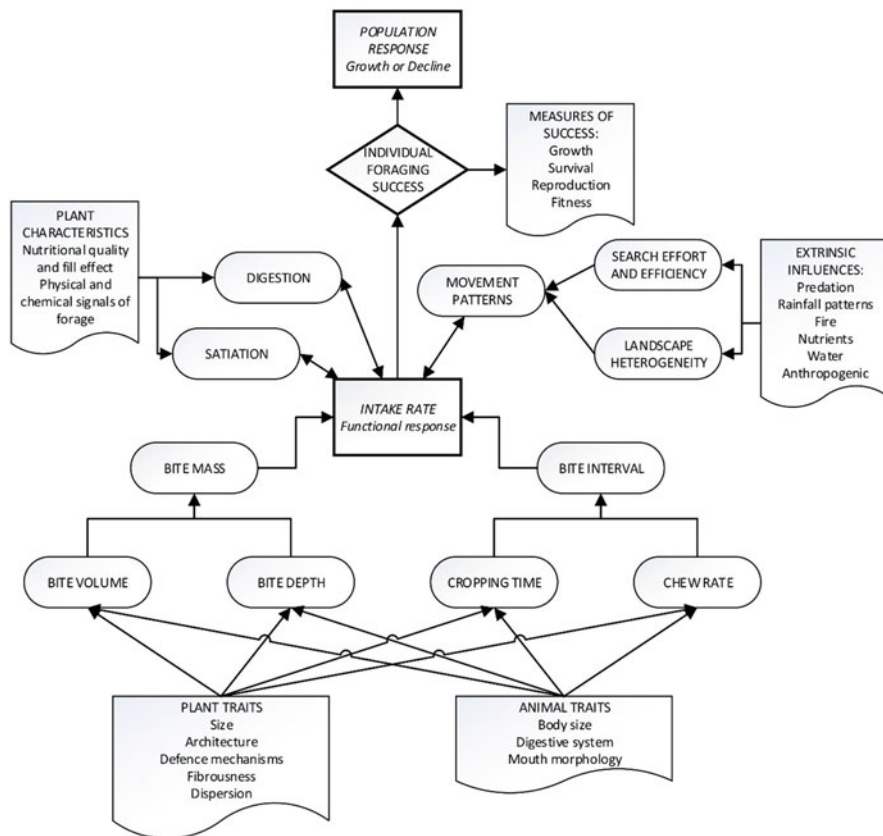 POPULATION
RESPONSE
Growth or Decline
MEASURES OF
SUCCESS:
Growth
Survival
Reproduction
Fitness
INDIVIDUAL
FORAGING
SUCCESS
PLANT
CHARACTERISTICS
Nutritional quality
and fill effect
Physical and
chemical signals of
forage
DIGESTION
SATIATION
MOVEMENT
PATTERNS
SEARCH EFFORT
AND EFFICIENCY
LANDSCAPE
HETEROGENEITY
EXTRINSIC
INFLUENCES:
Predation
Rainfall patterns
Fire
Nutrients
Water
Anthropogenic
INTAKE RATE
Functional response
BITE MASS
BITE INTERVAL
BITE VOLUME
BITE DEPTH
CROPPING TIME
CHEW RATE
PLANT TRAITS
Size
Architecture
Defence mechanisms
Fibrousness
Dispersion
ANIMAL TRAITS
Body size
Digestive system
Mouth morphology